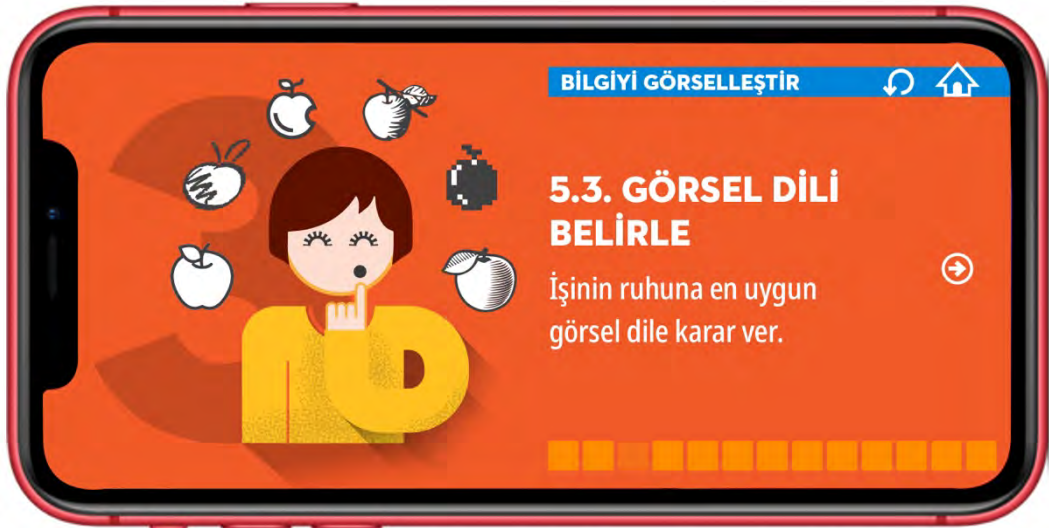 BİLGİYİ GÖRSELLEŞTİR
5.3. GÖRSEL DİLİ
BELİRLE
İşinin ruhuna en uygun
görsel dile karar ver.